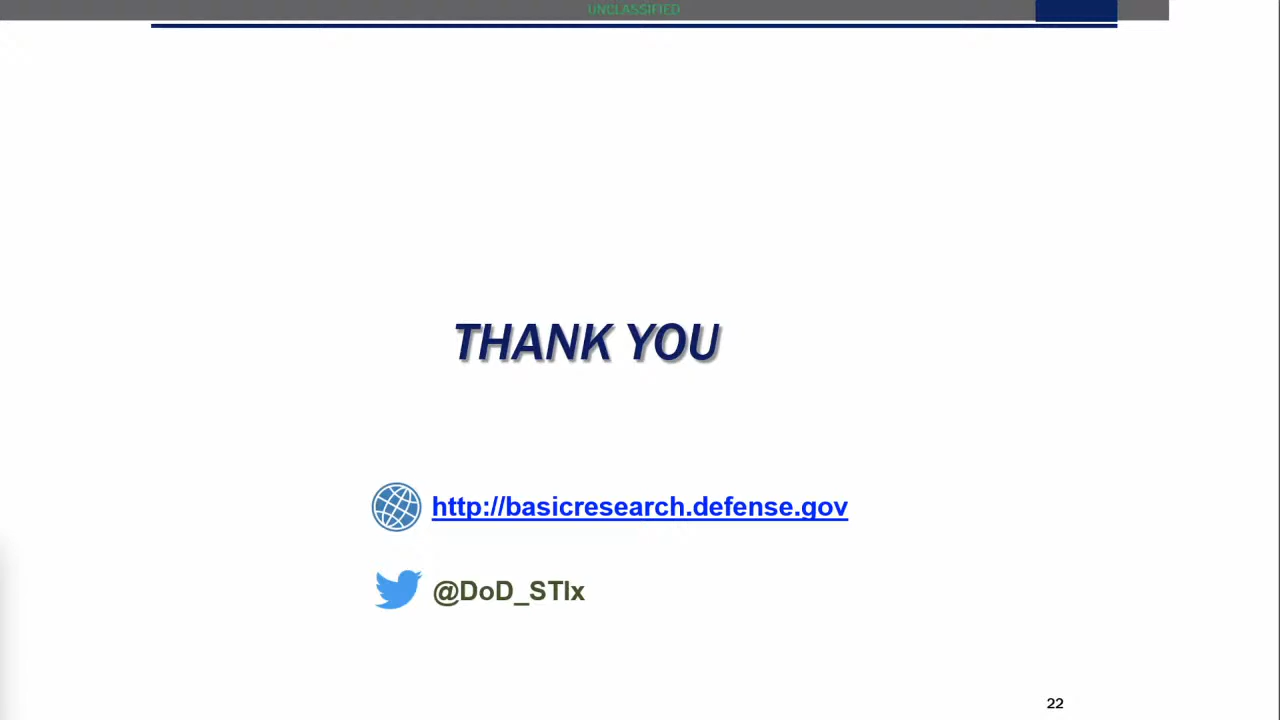 UNCLASSIFIED
THANK YOU
http://basicresearch.defense.gov
@DoD_STIx
22